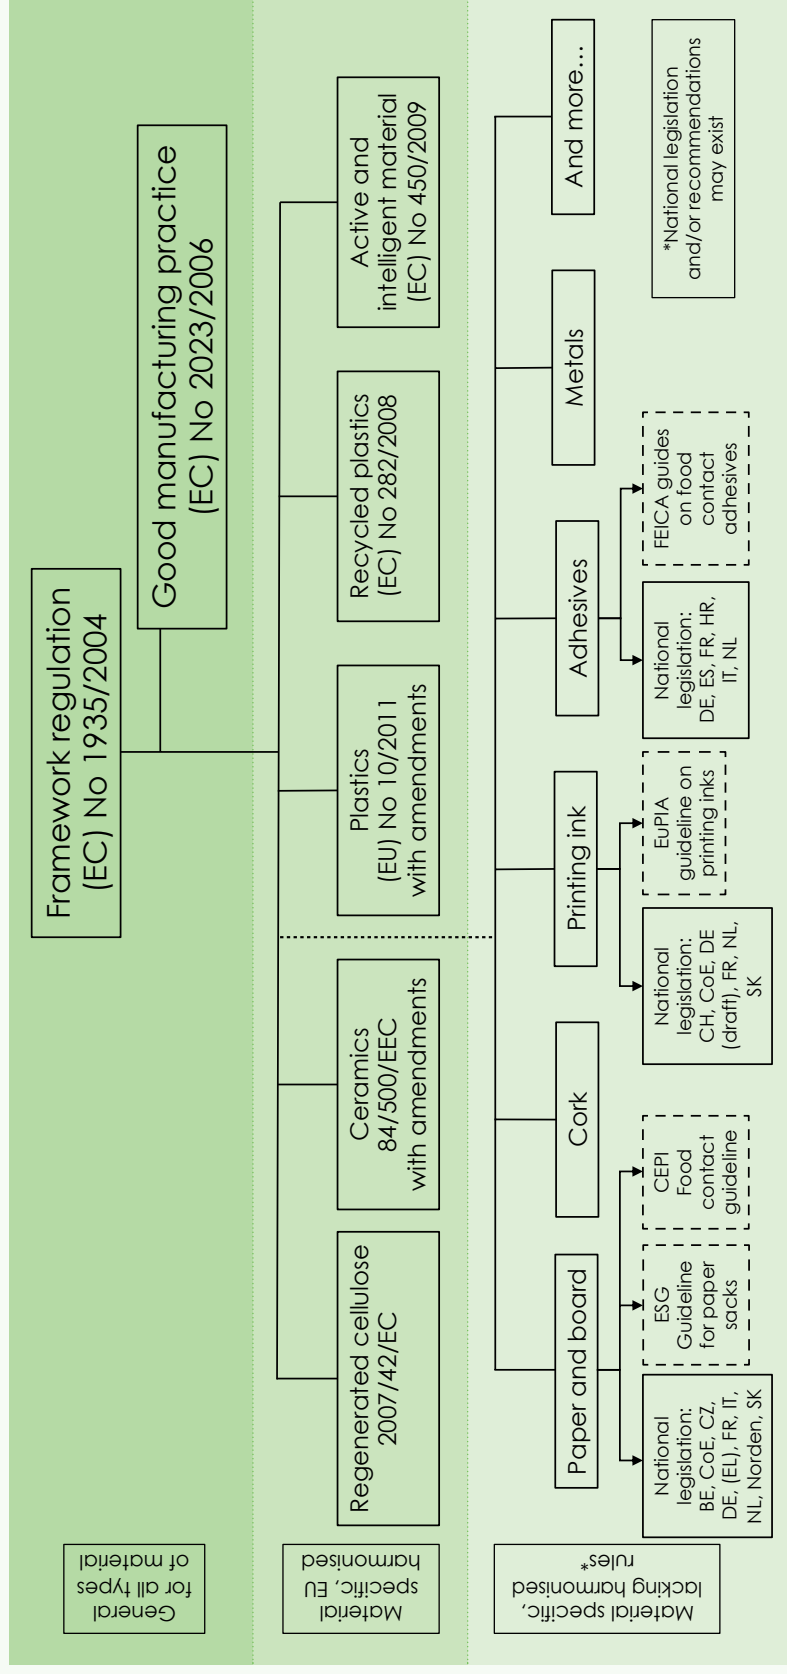 General
for all types
of material
Framework regulation
(EC) No 1935/2004
Good manufacturing practice
(EC) No 2023/2006
Material
specific, EU
harmonised
Regenerated cellulose
2007/42/EC
Ceramics
84/500/EEC
with amendments
Plastics
(EU) No 10/2011
with amendments
Recycled plastics
(EC) No 282/2008
Active and
intelligent material
(EC) No 450/2009
Material specific,
lacking harmonised
rules*
Paper and board
Cork
Printing ink
Adhesives
Metals
And more...
National
legislation:
BE, CoE, CZ,
DE, (EL), FR, IT,
NL, Norden, SK
ESG
Guideline
for paper
sacks
CEPI
Food
contact
guideline
National
legislation:
CH, CoE, DE
(draft), FR, NL,
SK
EuPIA
guideline on
printing inks
National
legislation:
DE, ES, FR, HR,
IT, NL
FEICA guides
on food
contact
adhesives
*National legislation
and/or recommendations
may exist